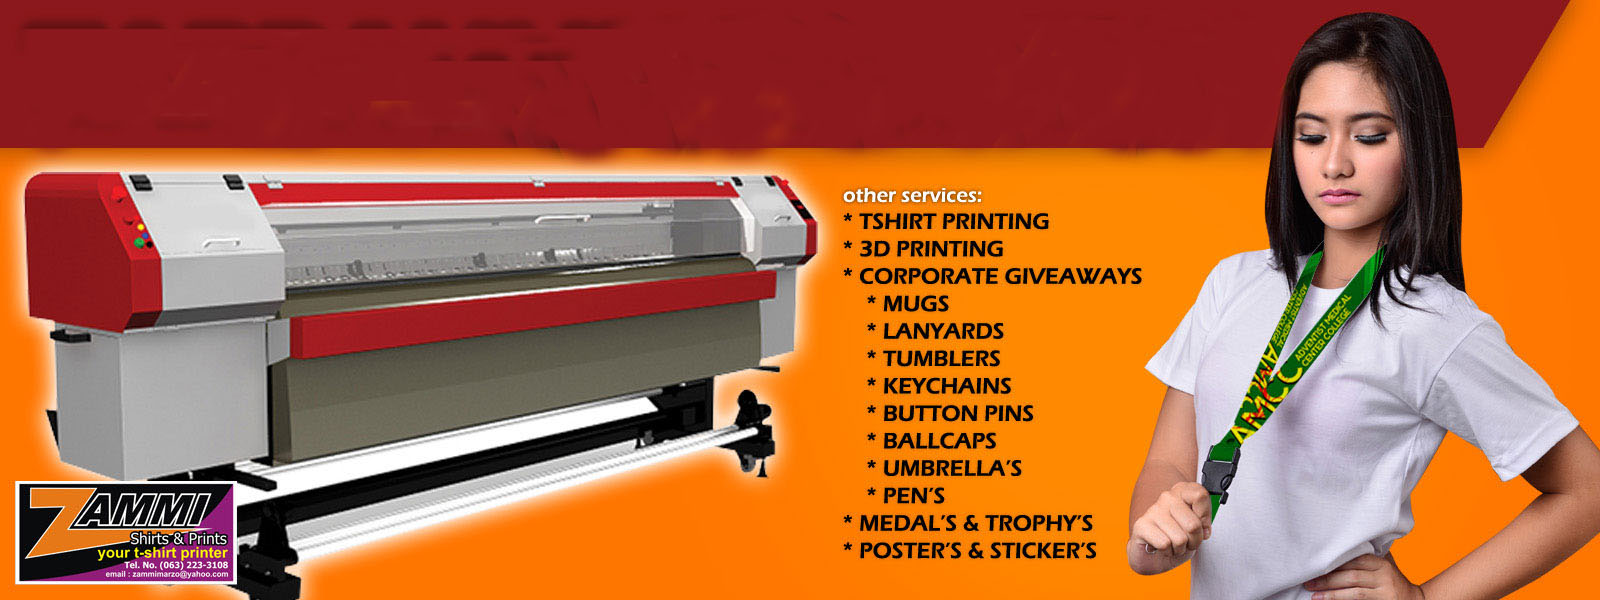 other services:
* TSHIRT PRINTING
* 3D PRINTING
* CORPORATE GIVEAWAYS
* MUGS
* LANYARDS
* TUMBLERS
* KEYCHAINS
* BUTTON PINS
* BALLCAPS
* UMBRELLA'S
* PEN'S
* MEDAL'S & TROPHY'S
* POSTER'S & STICKER'S
ZAMMI
Shirts & Prints
your t-shirt printer
Tel. No. (063) 223-3108
email : zammimarzo@yahoo.com
ADVENTIST MEDICAL
CENTER COLLEGE
AMCC